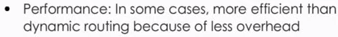 • Performance: In some cases, more efficient than
dynamic routing because of less overhead